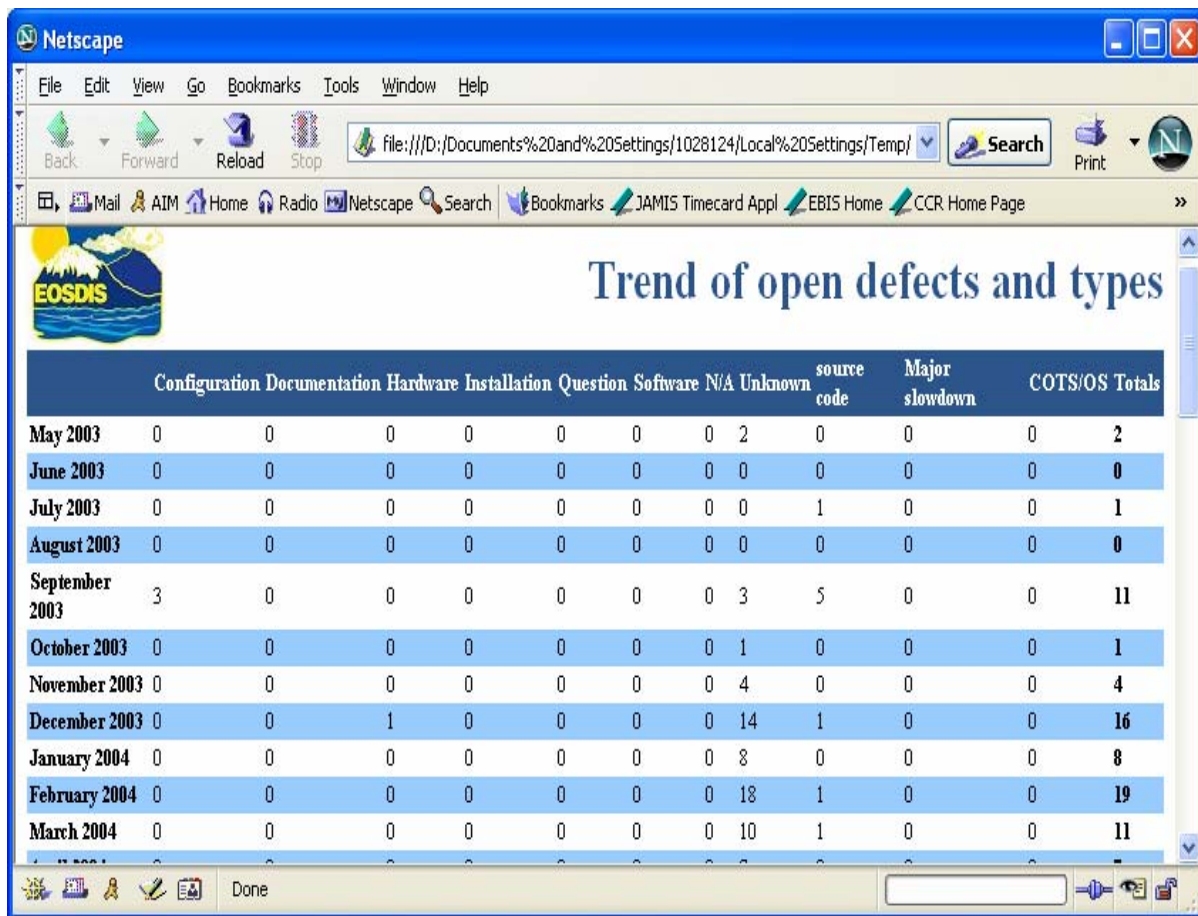 Netscape
File Edit View Go Bookmarks Tools Window Help
Back Forward Reload Stop file:///D:/Documents%20and%20Settings/1028124/Local%20Settings/Temp/ Search Print N
Mail AIM Home Radio My Netscape Search Bookmarks JAMIS Timecard Appl EBIS Home CCR Home Page »
EOSDIS
Trend of open defects and types
Configuration Documentation Hardware Installation Question Software N/A Unknown source code Major slowdown COTS/OS Totals
May 2003 0 0 0 0 0 0 0 2 0 0 0 2
June 2003 0 0 0 0 0 0 0 0 0 0 0 0
July 2003 0 0 0 0 0 0 0 0 1 0 0 1
August 2003 0 0 0 0 0 0 0 0 0 0 0 0
September 2003 3 0 0 0 0 0 0 3 5 0 0 11
October 2003 0 0 0 0 0 0 0 1 0 0 0 1
November 2003 0 0 0 0 0 0 0 4 0 0 0 4
December 2003 0 0 1 0 0 0 0 14 1 0 0 16
January 2004 0 0 0 0 0 0 0 8 0 0 0 8
February 2004 0 0 0 0 0 0 0 18 1 0 0 19
March 2004 0 0 0 0 0 0 0 10 1 0 0 11
Done